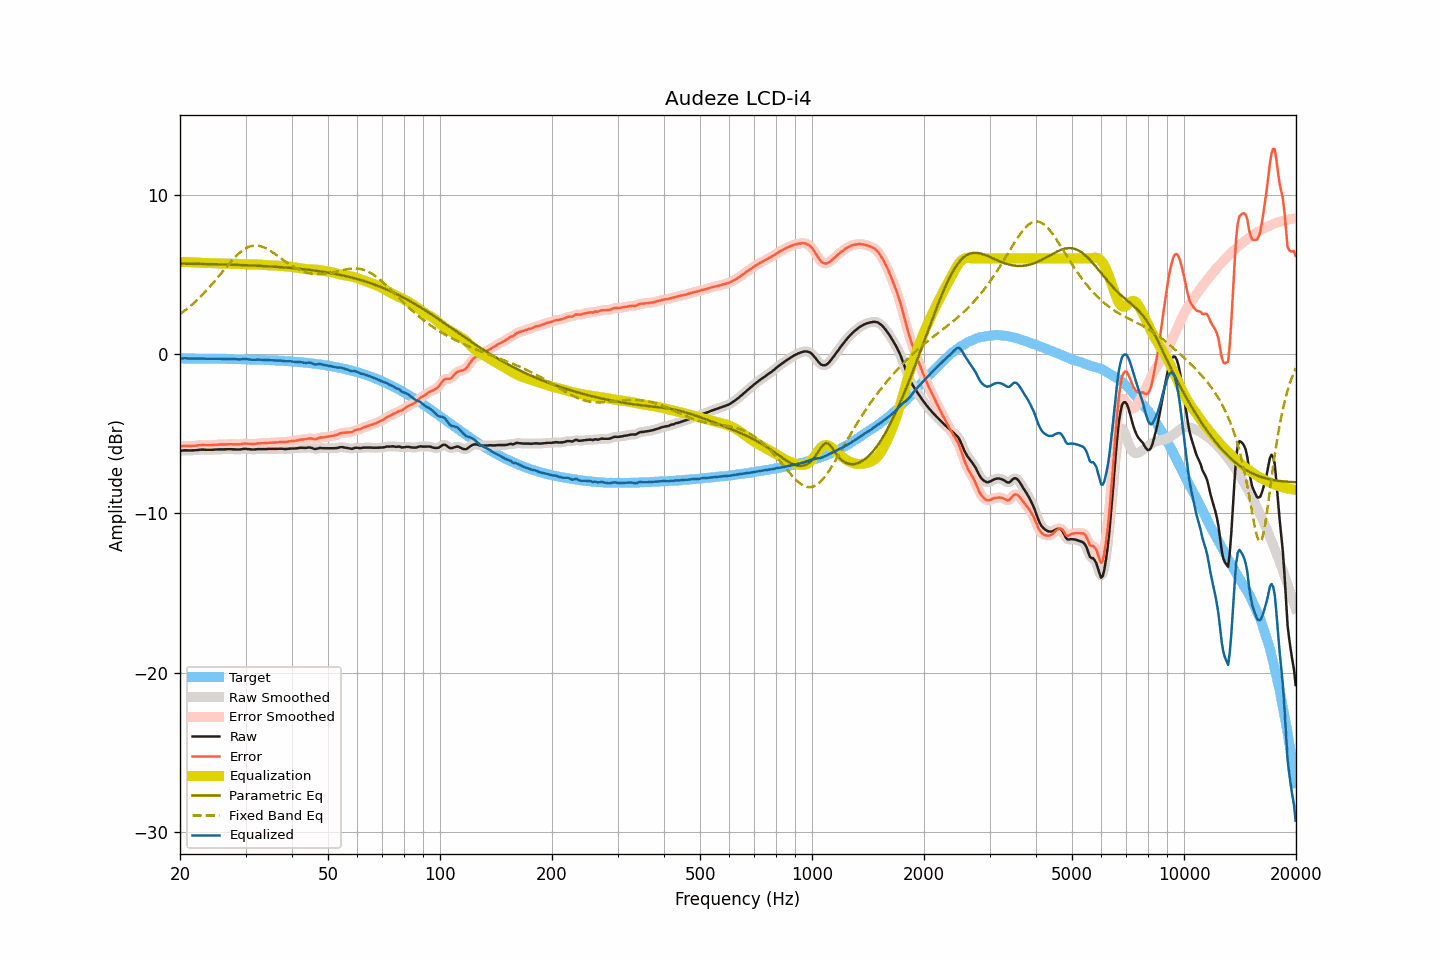 Audeze LCD-i4
Amplitude (dBr)
10
0
−10
−20
−30
Target
Raw Smoothed
Error Smoothed
Raw
Error
Equalization
Parametric Eq
Fixed Band Eq
Equalized
20 50 100 200 500 1000 2000 5000 10000 20000
Frequency (Hz)